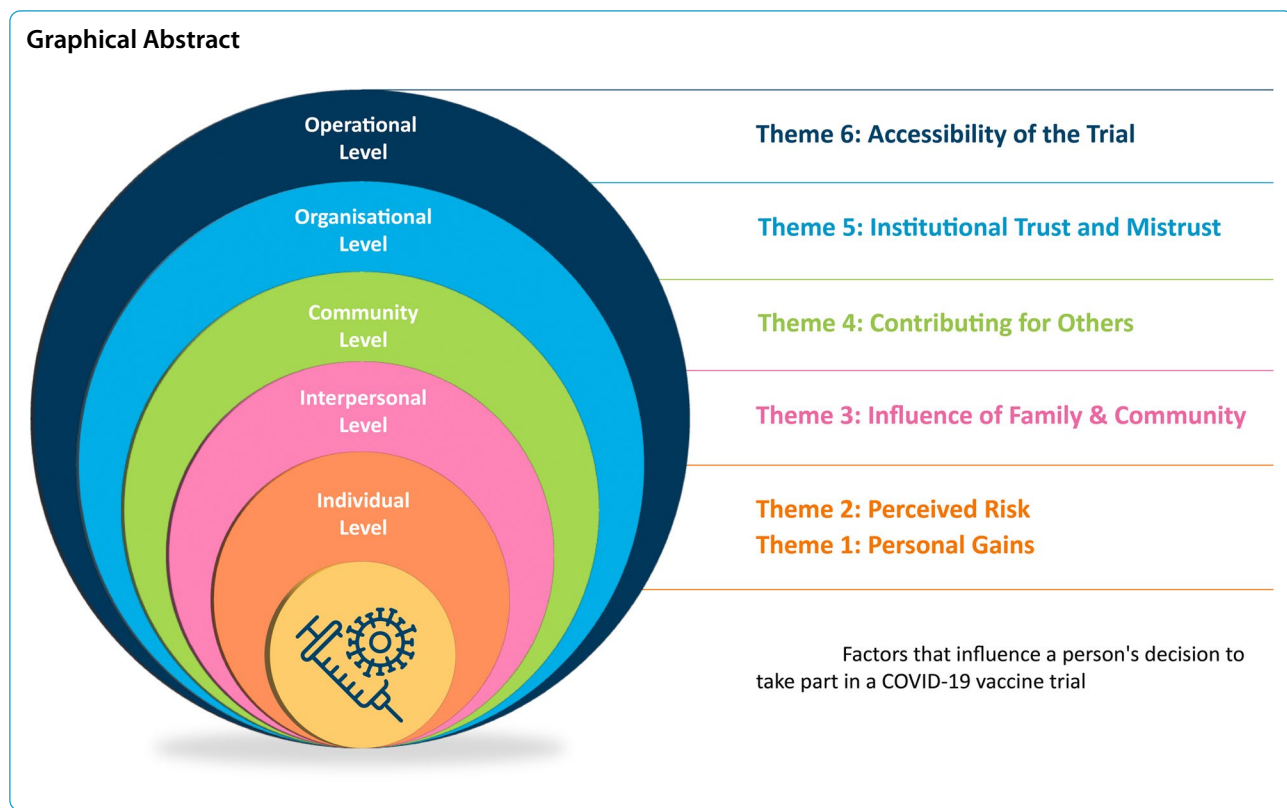 Graphical Abstract
Operational
Level
Theme 6: Accessibility of the Trial
Organisational
Level
Theme 5: Institutional Trust and Mistrust
Community
Level
Theme 4: Contributing for Others
Interpersonal
Level
Theme 3: Influence of Family & Community
Individual
Level
Theme 2: Perceived Risk
Theme 1: Personal Gains
Factors that influence a person's decision to
take part in a COVID-19 vaccine trial